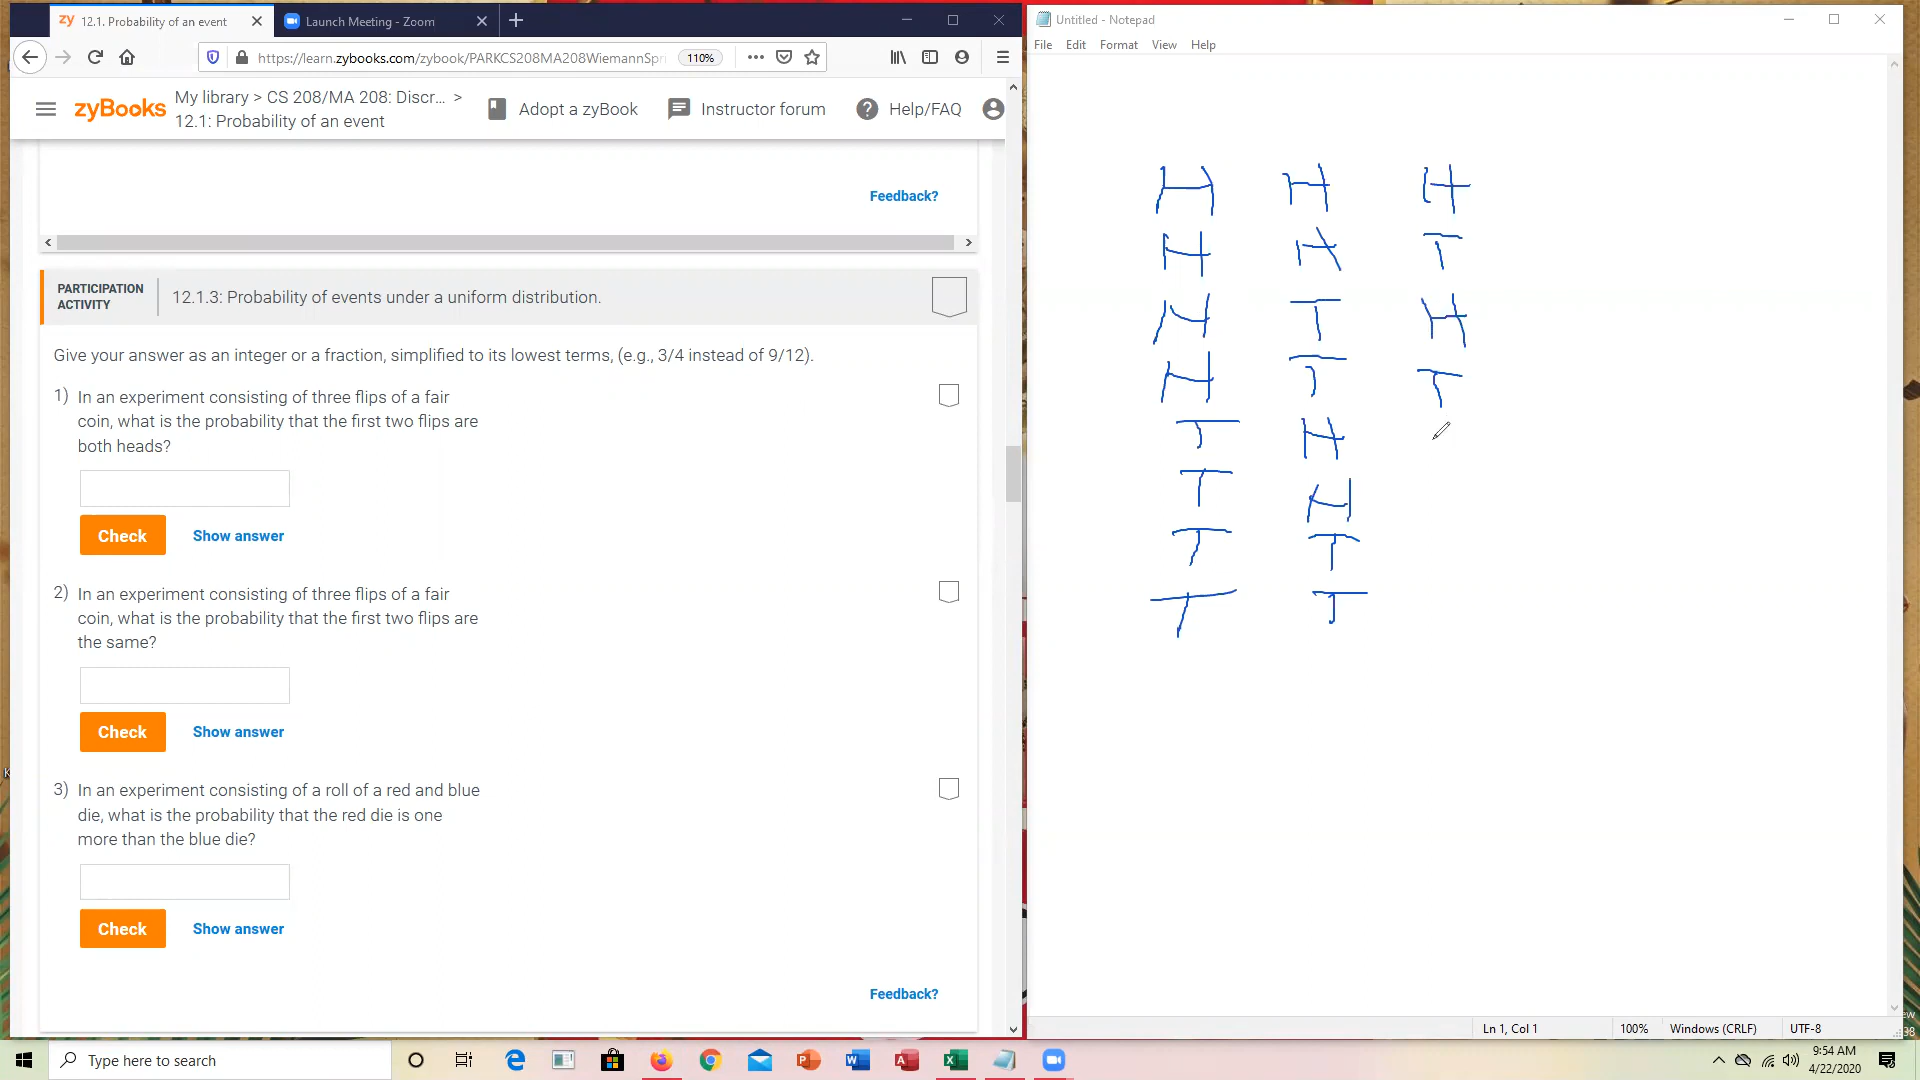 zy 12.1. Probability of an event
Launch Meeting - Zoom
https://learn.zybooks.com/zybook/PARKCS208MA208WiemannSpr
110%
zyBooks
My library > CS 208/MA 208: Discr... >
12.1: Probability of an event
Adopt a zyBook
Instructor forum
Help/FAQ
Feedback?
PARTICIPATION
ACTIVITY
12.1.3: Probability of events under a uniform distribution.
Give your answer as an integer or a fraction, simplified to its lowest terms, (e.g., 3/4 instead of 9/12).
1) In an experiment consisting of three flips of a fair
coin, what is the probability that the first two flips are
both heads?
Check Show answer
2) In an experiment consisting of three flips of a fair
coin, what is the probability that the first two flips are
the same?
Check Show answer
3) In an experiment consisting of a roll of a red and blue
die, what is the probability that the red die is one
more than the blue die?
Check Show answer
Feedback?
Untitled - Notepad
File Edit Format View Help
H H H
H H T
H T H
H T T
T H
T H
T T
T T
Ln 1, Col 1
100%
Windows (CRLF)
UTF-8
Type here to search
9:54 AM
4/22/2020